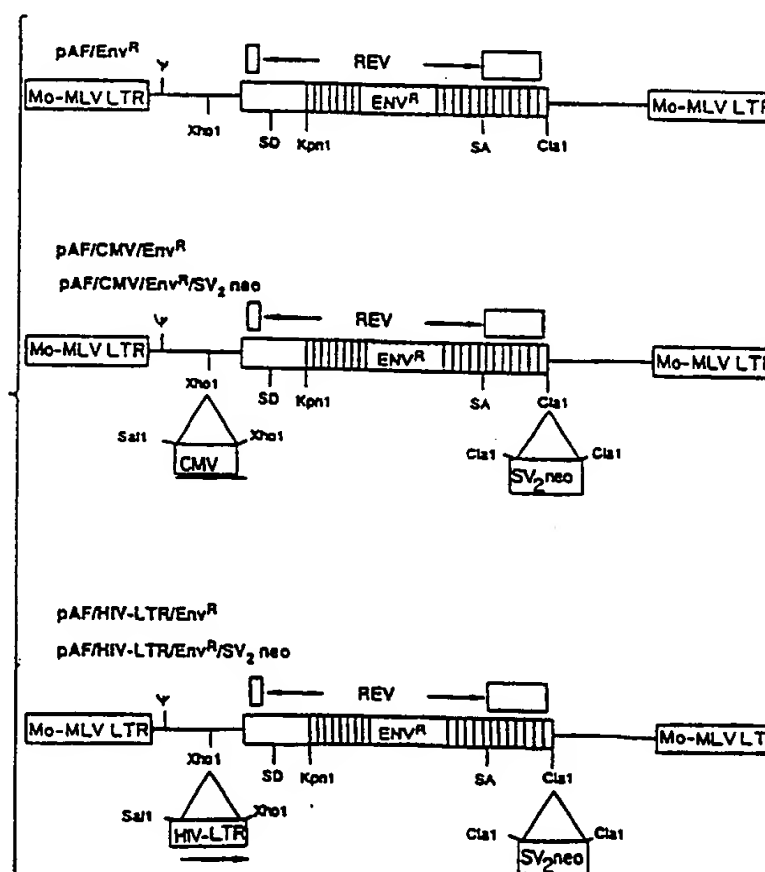 pAF/Env^R
Ψ
REV
Mo-MLV LTR ENV^R Mo-MLV LTR
Xho1 SD Kpn1 SA Cla1
pAF/CMV/Env^R
pAF/CMV/Env^R/SV₂ neo
Ψ
REV
Mo-MLV LTR ENV^R Mo-MLV LTR
Xho1 SD Kpn1 SA Cla1
Sal1 Xho1 Cla1 Cla1
CMV SV₂neo
pAF/HIV-LTR/Env^R
pAF/HIV-LTR/Env^R/SV₂ neo
Ψ
REV
Mo-MLV LTR ENV^R Mo-MLV LT
Xho1 SD Kpn1 SA Cla1
Sal1 Xho1 Cla1 Cla1
HIV-LTR SV₂neo